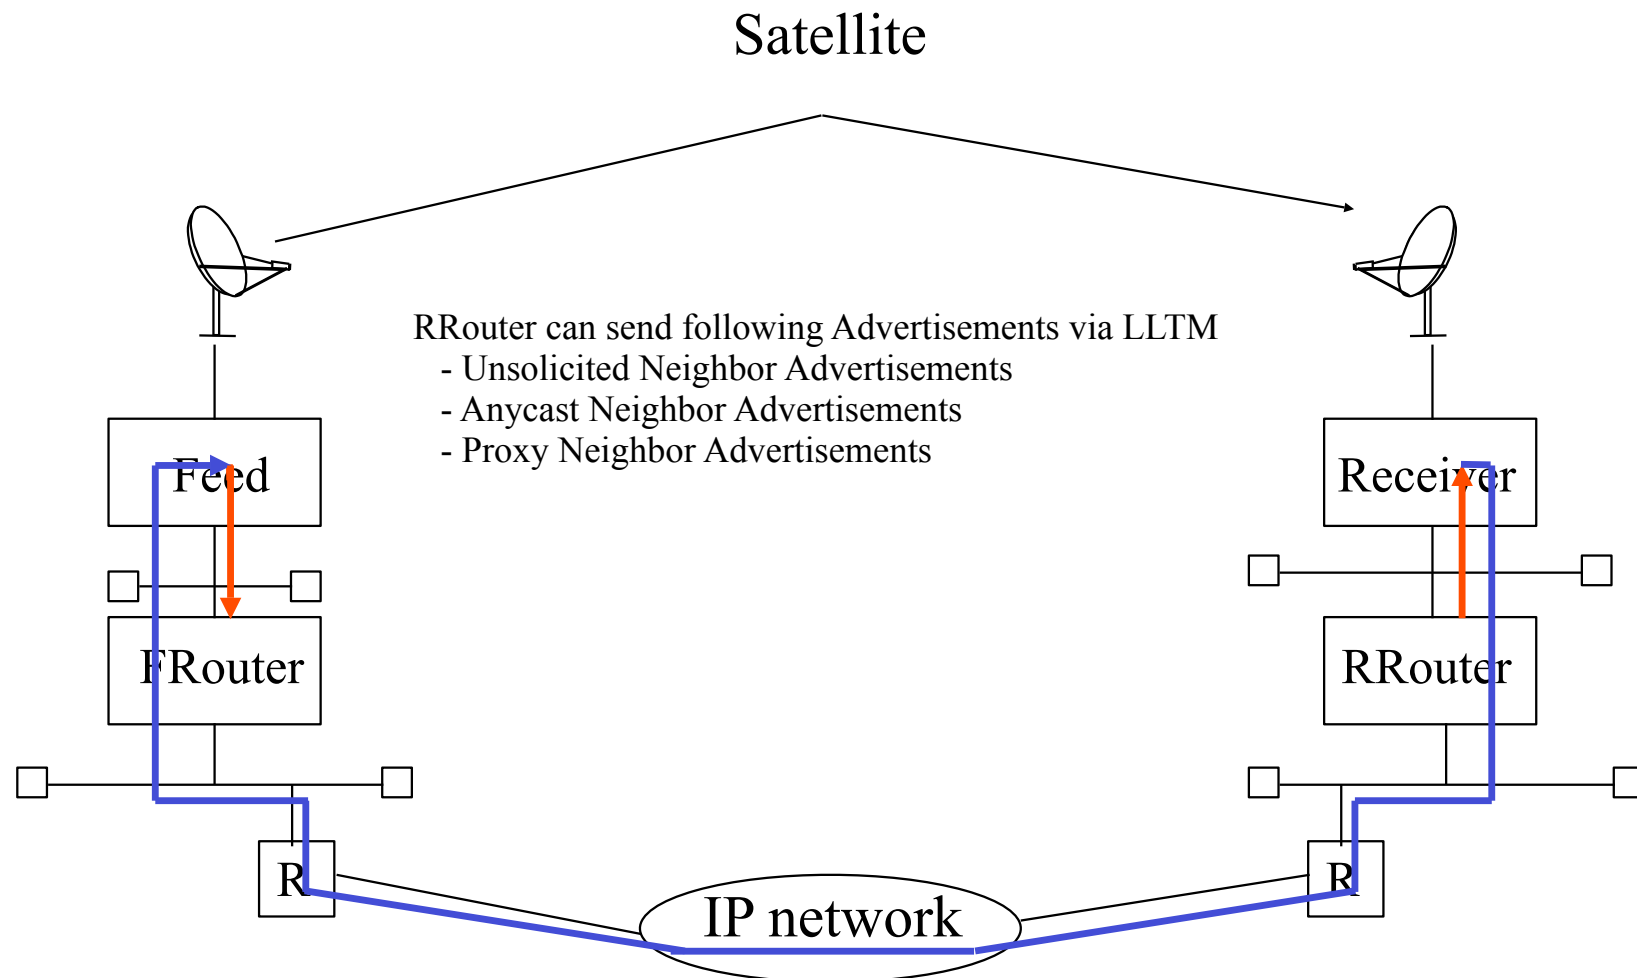 Satellite
RRouter can send following Advertisements via LLTM
- Unsolicited Neighbor Advertisements
- Anycast Neighbor Advertisements
- Proxy Neighbor Advertisements
Feed
Receiver
FRouter
RRouter
R
R
IP network